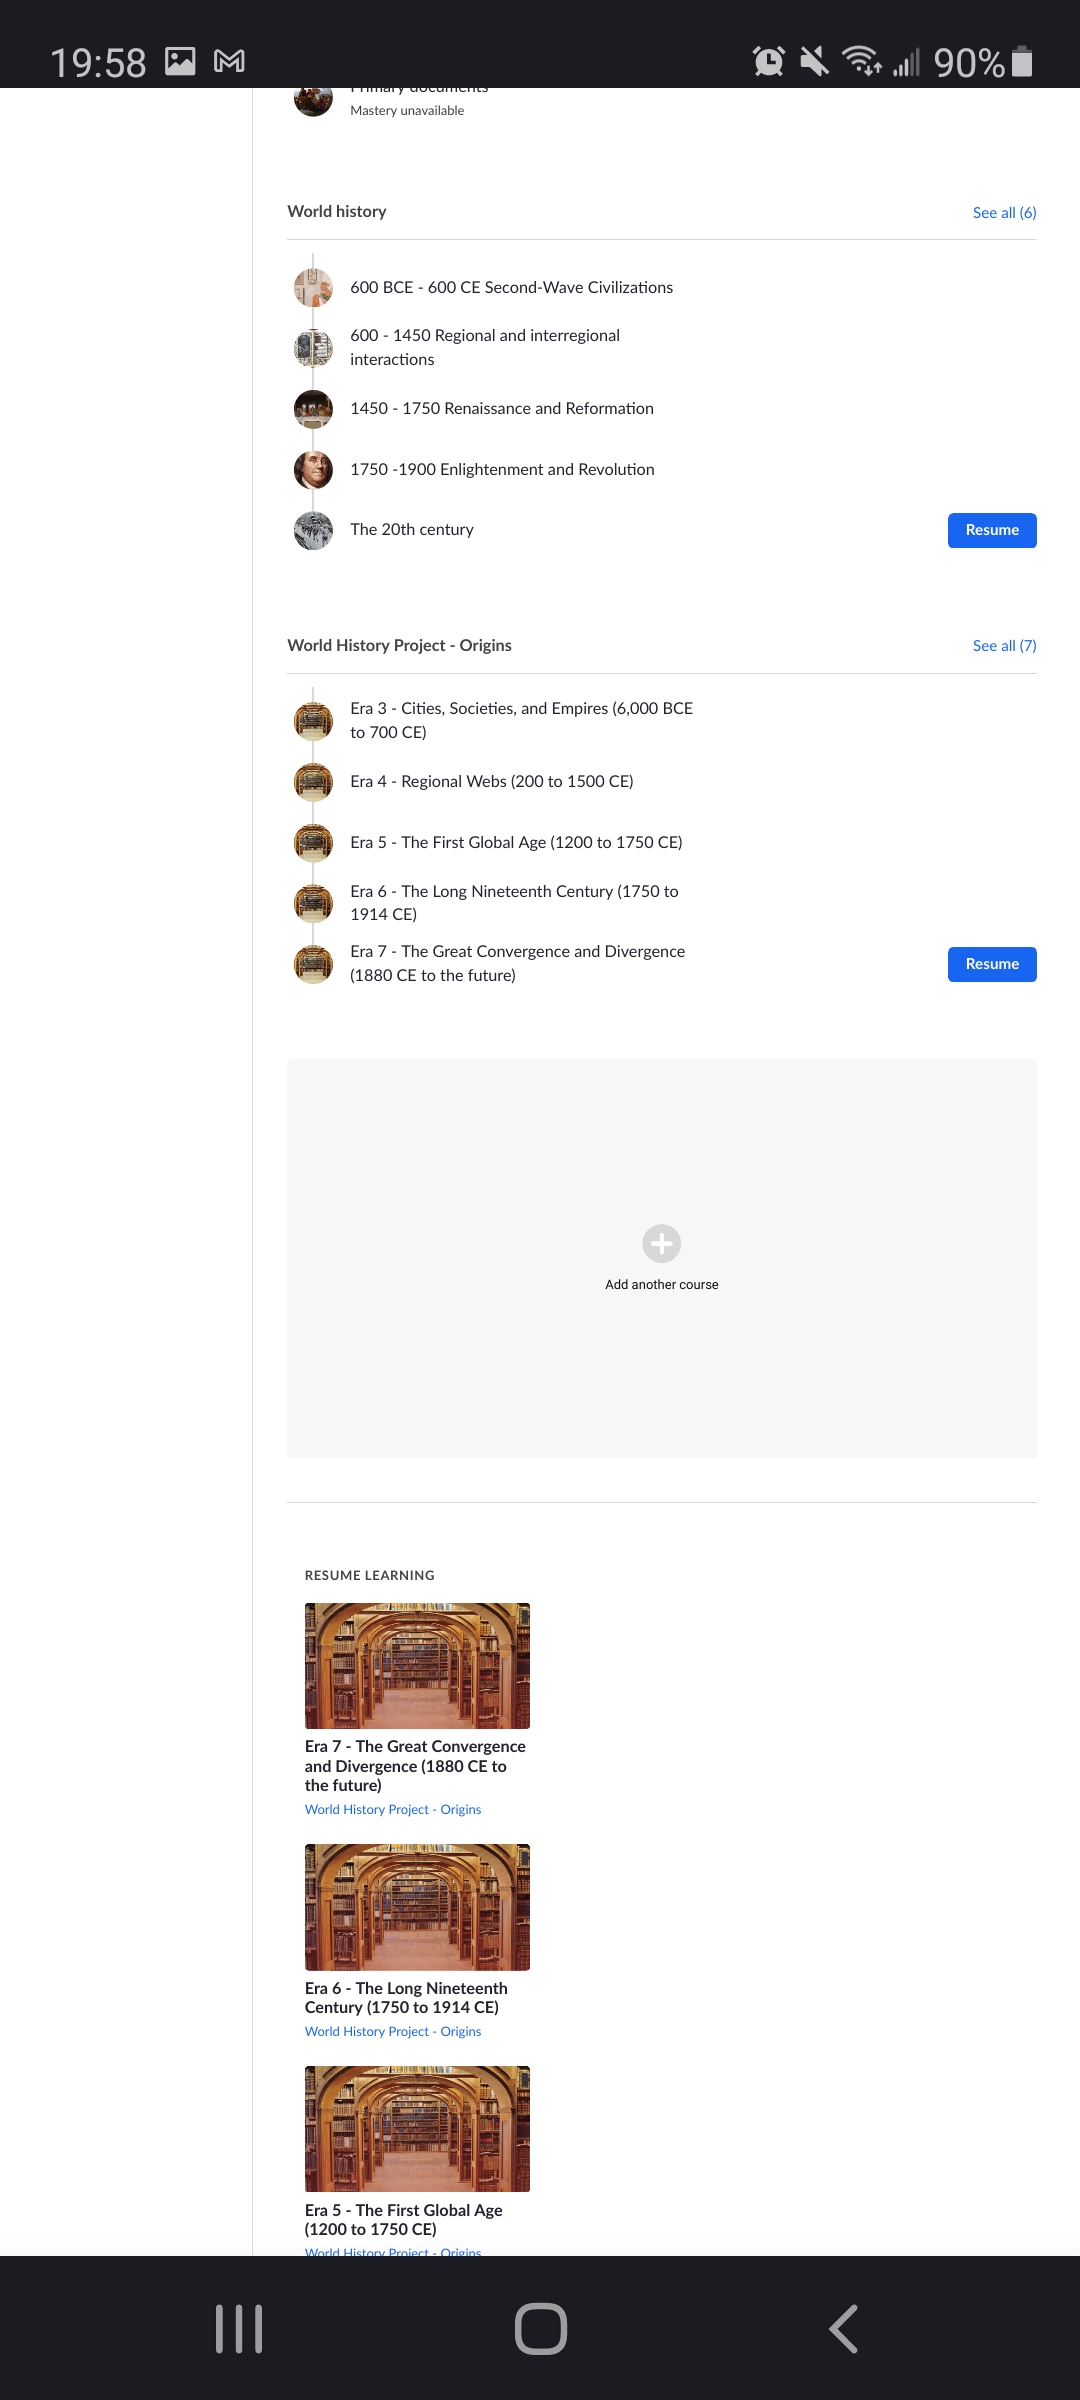 19:58
90%
Primary documents
Mastery unavailable
World history
See all (6)
600 BCE - 600 CE Second-Wave Civilizations
600 - 1450 Regional and interregional
interactions
1450 - 1750 Renaissance and Reformation
1750 -1900 Enlightenment and Revolution
The 20th century
Resume
World History Project - Origins
See all (7)
Era 3 - Cities, Societies, and Empires (6,000 BCE
to 700 CE)
Era 4 - Regional Webs (200 to 1500 CE)
Era 5 - The First Global Age (1200 to 1750 CE)
Era 6 - The Long Nineteenth Century (1750 to
1914 CE)
Era 7 - The Great Convergence and Divergence
(1880 CE to the future)
Resume
Add another course
RESUME LEARNING
Era 7 - The Great Convergence
and Divergence (1880 CE to
the future)
World History Project - Origins
Era 6 - The Long Nineteenth
Century (1750 to 1914 CE)
World History Project - Origins
Era 5 - The First Global Age
(1200 to 1750 CE)
World History Project - Origins